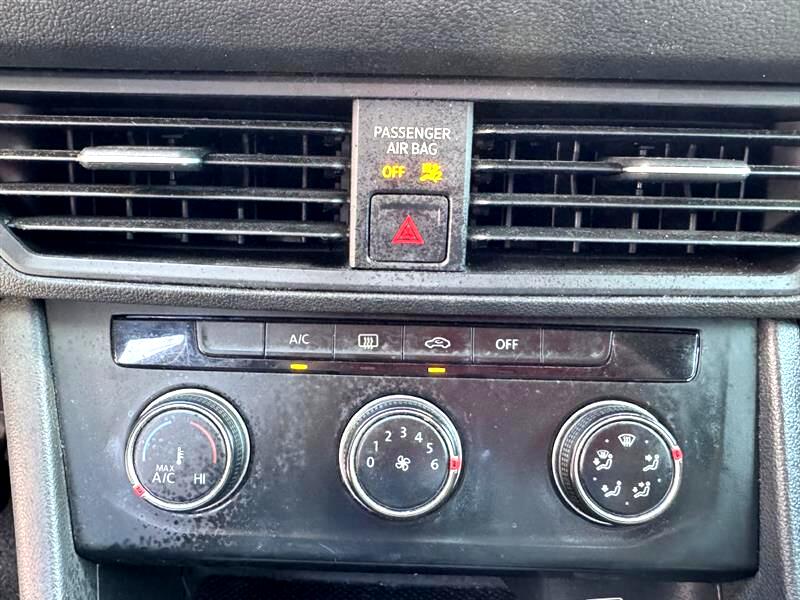 PASSENGER
AIR BAG
OFF
A/C
OFF
MAX
A/C HI
0 1 2 3 4 5 6